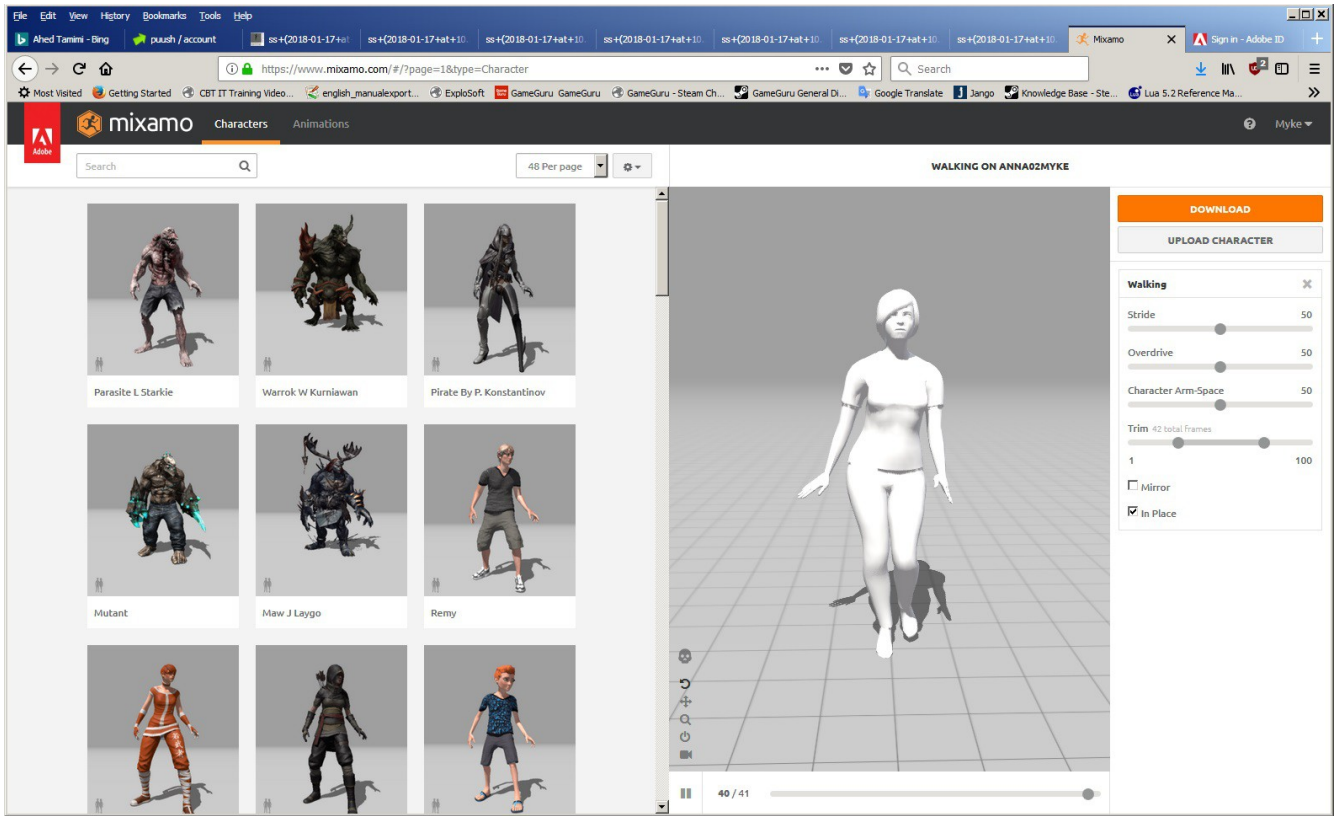 File Edit View History Bookmarks Tools Help
Ahed Tamimi - Bing puush / account ss+(2018-01-17+at ss+(2018-01-17+at+10. ss+(2018-01-17+at+10. ss+(2018-01-17+at+10. ss+(2018-01-17+at+10. ss+(2018-01-17+at+10. ss+(2018-01-17+at+10. Mixamo Sign in - Adobe ID
https://www.mixamo.com/#/?page=1&type=Character Search 2
Most Visited Getting Started CBT IT Training Video... english_manualexport... ExploSoft GameGuru GameGuru GameGuru - Steam Ch... GameGuru General Di... Google Translate Jango Knowledge Base - Ste... Lua 5.2 Reference Ma...
Adobe mixamo Characters Animations Myke
Search 48 Per page WALKING ON ANNA02MYKE
Parasite L Starkie Warrok W Kurniawan Pirate By P. Konstantinov
Mutant Maw J Laygo Remy
DOWNLOAD
UPLOAD CHARACTER
Walking
Stride 50
Overdrive 50
Character Arm-Space 50
Trim 42 total frames
1 100
Mirror
In Place
40 / 41